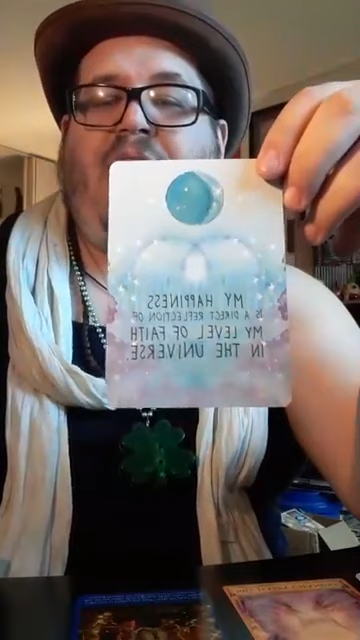 MY HAPPINESS
IS A DIRECT REFLECTION OF
MY LEVEL OF FAITH
IN THE UNIVERSE.